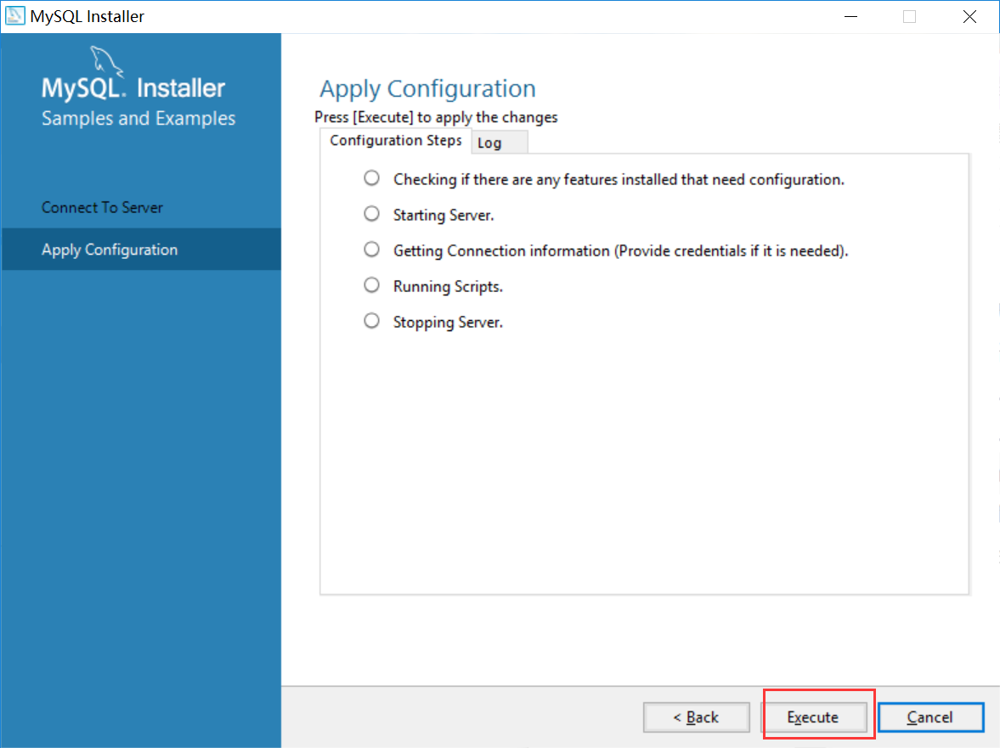 MySQL Installer
MySQL. Installer
Samples and Examples
Connect To Server
Apply Configuration
Apply Configuration
Press [Execute] to apply the changes
Configuration Steps
Log
Checking if there are any features installed that need configuration.
Starting Server.
Getting Connection information (Provide credentials if it is needed).
Running Scripts.
Stopping Server.
< Back
Execute
Cancel